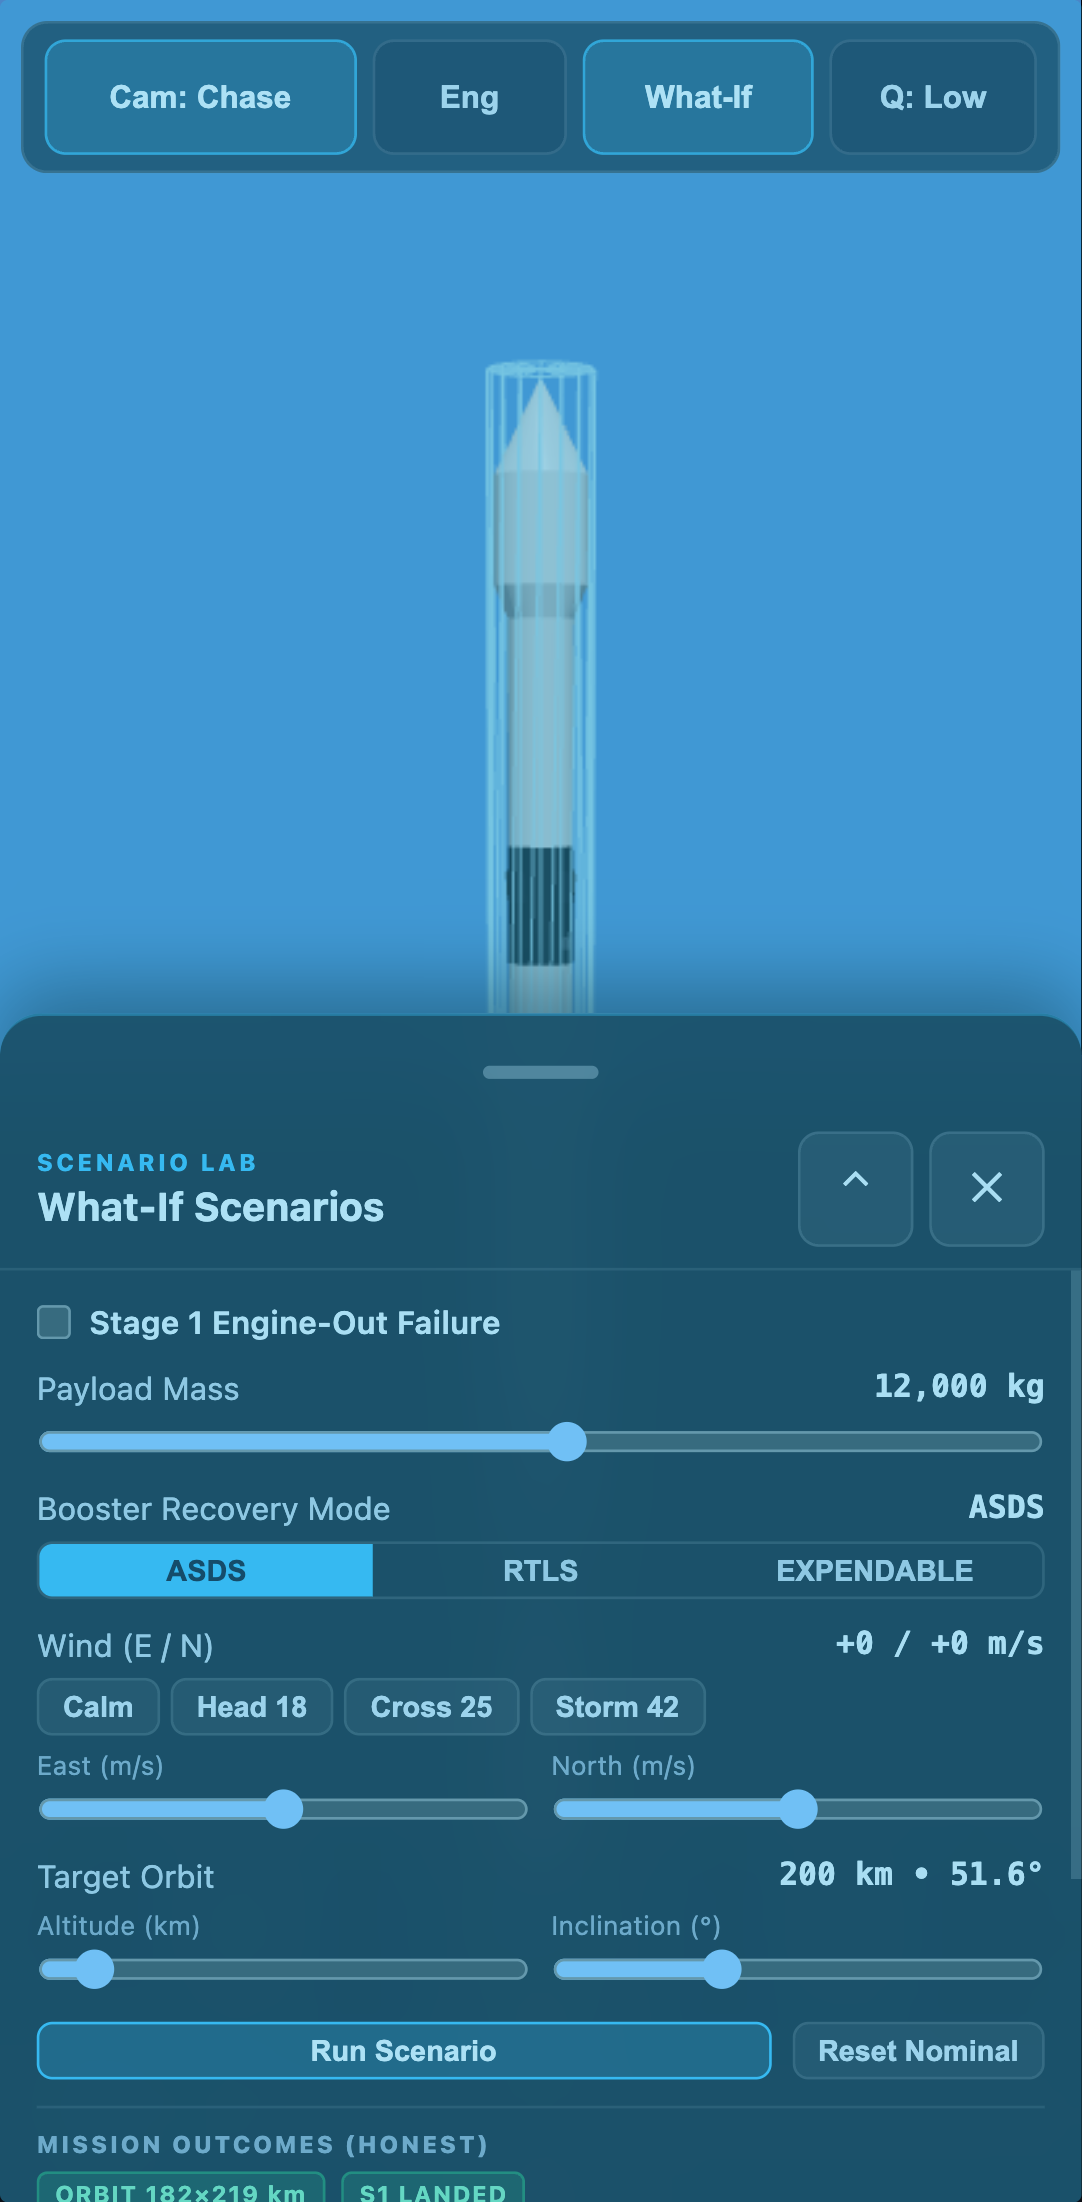 Cam: Chase Eng What-If Q: Low
SCENARIO LAB
What-If Scenarios
Stage 1 Engine-Out Failure
Payload Mass 12,000 kg
Booster Recovery Mode ASDS
ASDS RTLS EXPENDABLE
Wind (E / N) +0 / +0 m/s
Calm Head 18 Cross 25 Storm 42
East (m/s) North (m/s)
Target Orbit 200 km • 51.6°
Altitude (km) Inclination (°)
Run Scenario Reset Nominal
MISSION OUTCOMES (HONEST)
ORBIT 182×219 km S1 LANDED